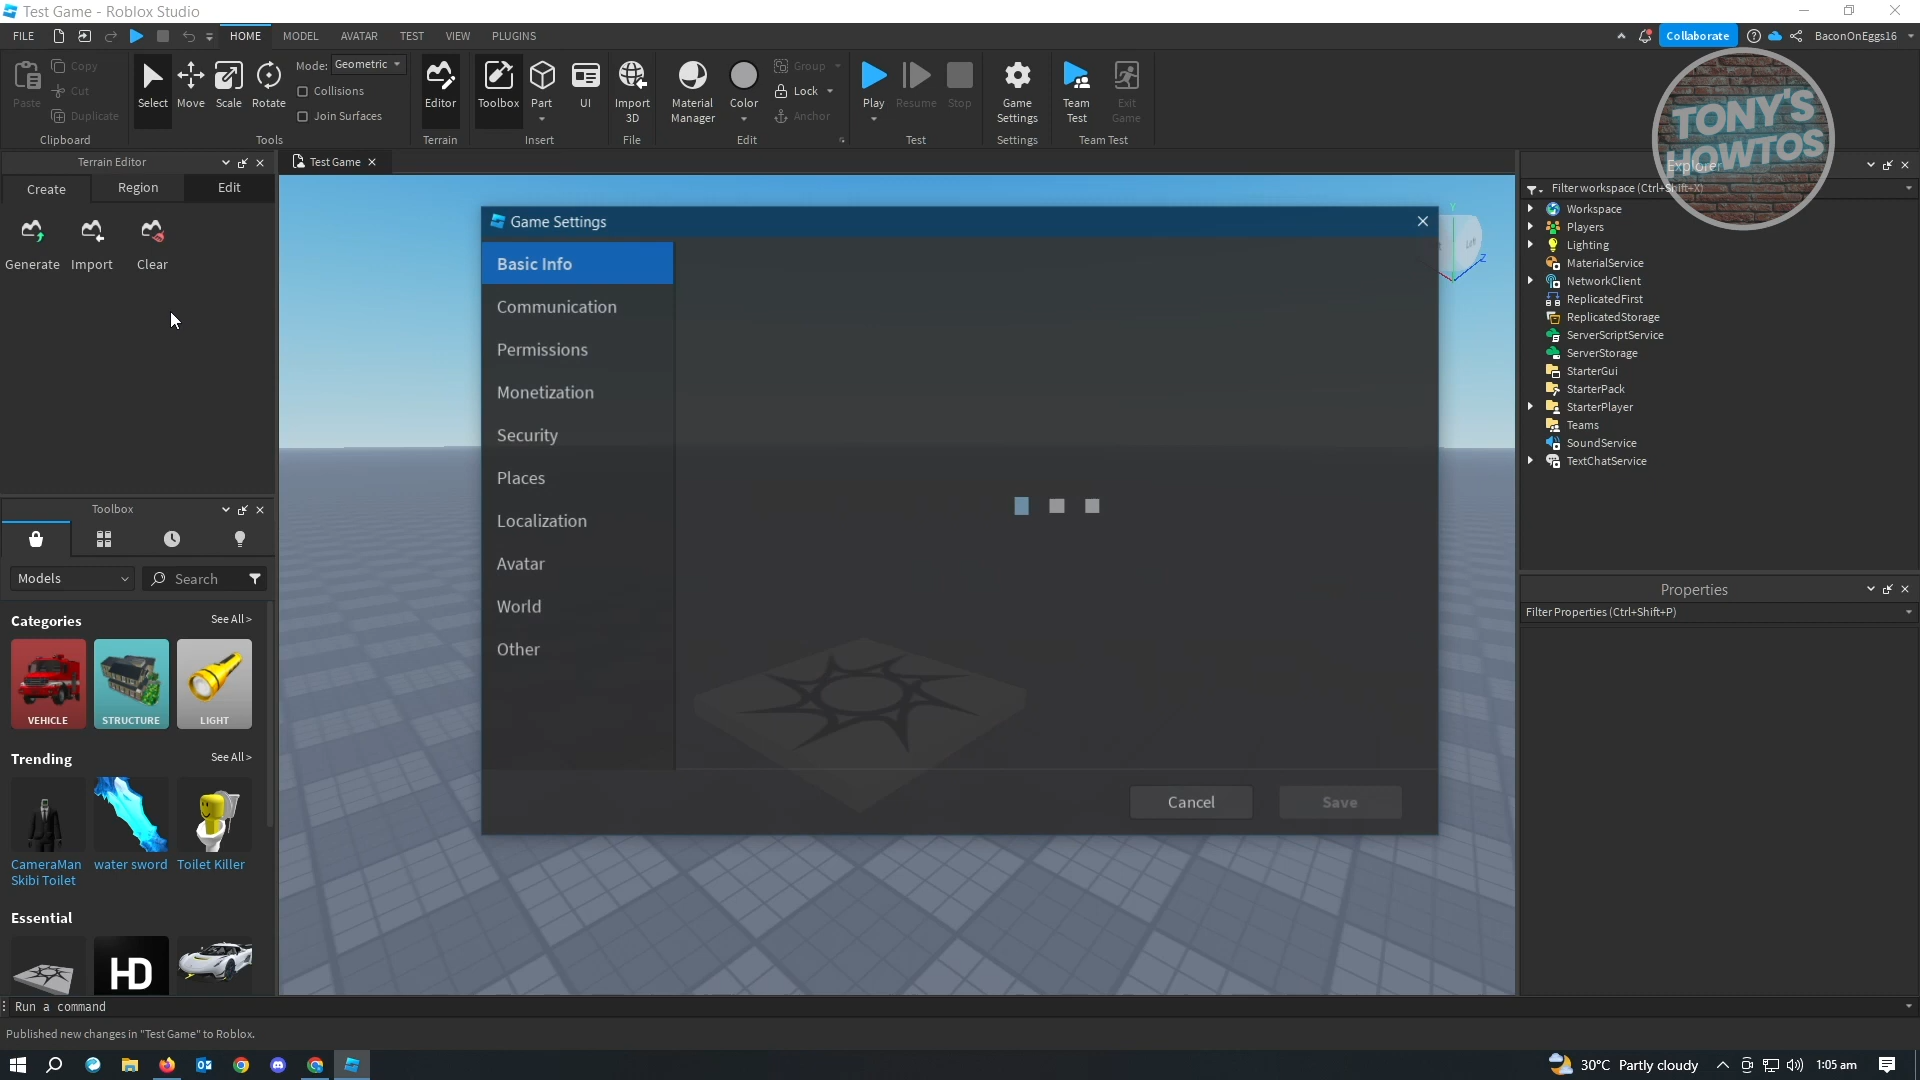 Test Game - Roblox Studio
FILE HOME MODEL AVATAR TEST VIEW PLUGINS Collaborate BaconOnEggs16
Paste Copy Cut Duplicate
Clipboard
Select Move Scale Rotate
Mode: Geometric
Collisions
Join Surfaces
Tools
Editor
Terrain
Toolbox Part UI
Insert
Import 3D
File
Material Manager Color Group Lock Anchor
Edit
Play Resume Stop
Test
Game Settings
Settings
Team Test Exit Game
Team Test
TONY'S
HOWTOS
Terrain Editor
Create Region Edit
Generate Import Clear
Toolbox
Models Search
Categories See All >
VEHICLE STRUCTURE LIGHT
Trending See All >
CameraMan water sword Toilet Killer
Skibi Toilet
Essential
HD
Test Game
Game Settings
Basic Info
Communication
Permissions
Monetization
Security
Places
Localization
Avatar
World
Other
Cancel Save
Explorer
Filter workspace (Ctrl+Shift+X)
Workspace
Players
Lighting
MaterialService
NetworkClient
ReplicatedFirst
ReplicatedStorage
ServerScriptService
ServerStorage
StarterGui
StarterPack
StarterPlayer
Teams
SoundService
TextChatService
Properties
Filter Properties (Ctrl+Shift+P)
Run a command
Published new changes in "Test Game" to Roblox.
30°C Partly cloudy 1:05 am